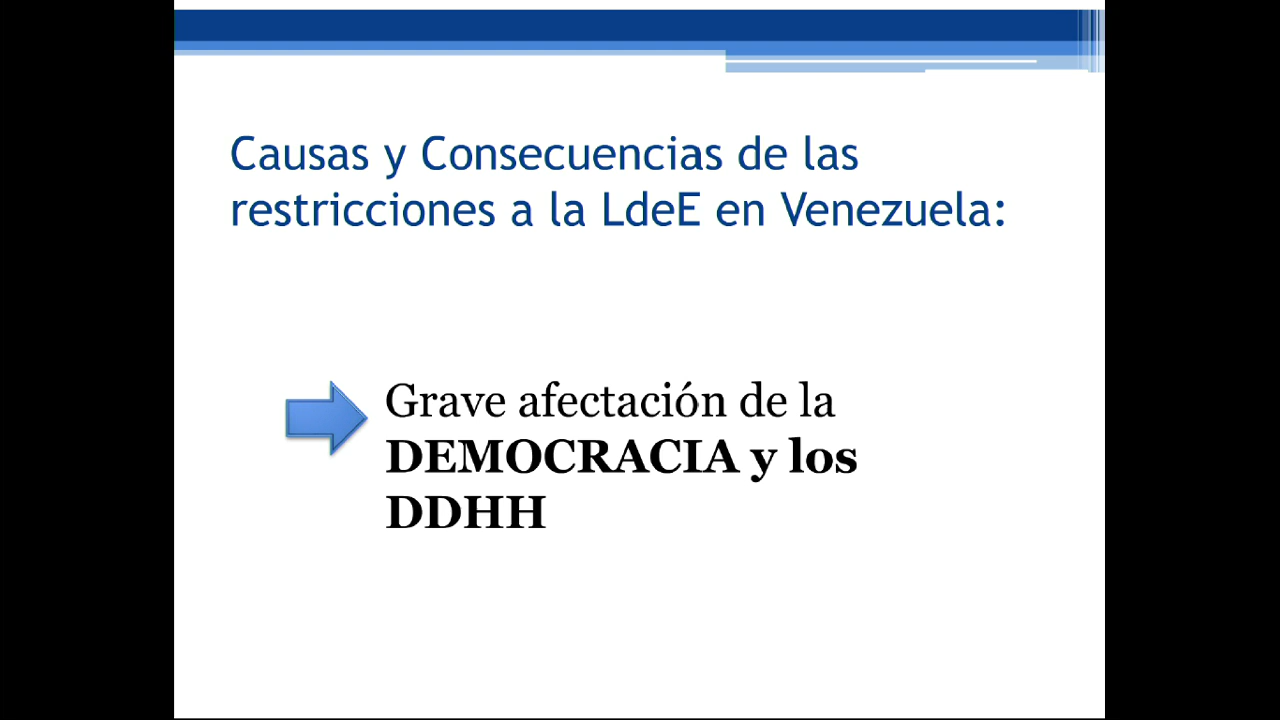 Causas y Consecuencias de las
restricciones a la LdeE en Venezuela:
Grave afectación de la
DEMOCRACIA y los
DDHH